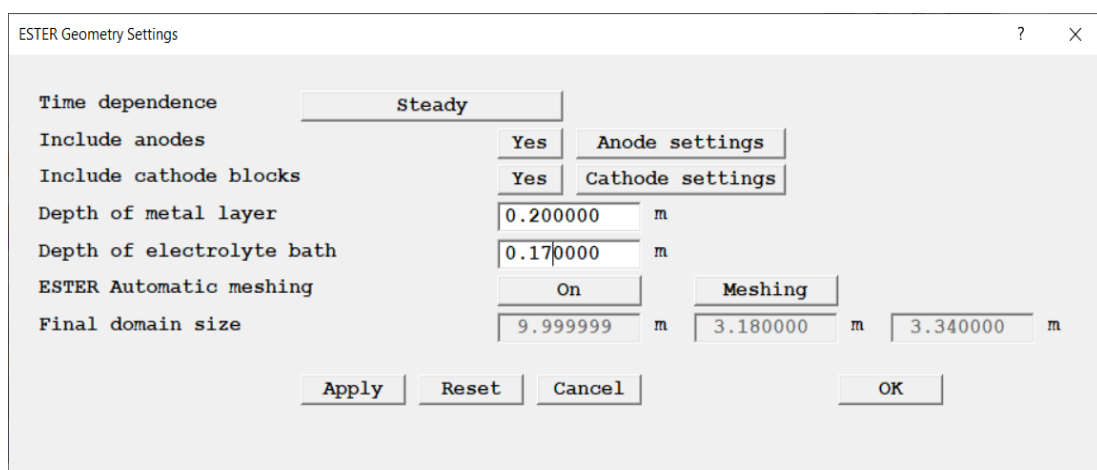 ESTER Geometry Settings ? X
Time dependence Steady
Include anodes Yes Anode settings
Include cathode blocks Yes Cathode settings
Depth of metal layer 0.200000 m
Depth of electrolyte bath 0.170000 m
ESTER Automatic meshing On Meshing
Final domain size 9.999999 m 3.180000 m 3.340000 m
Apply Reset Cancel OK